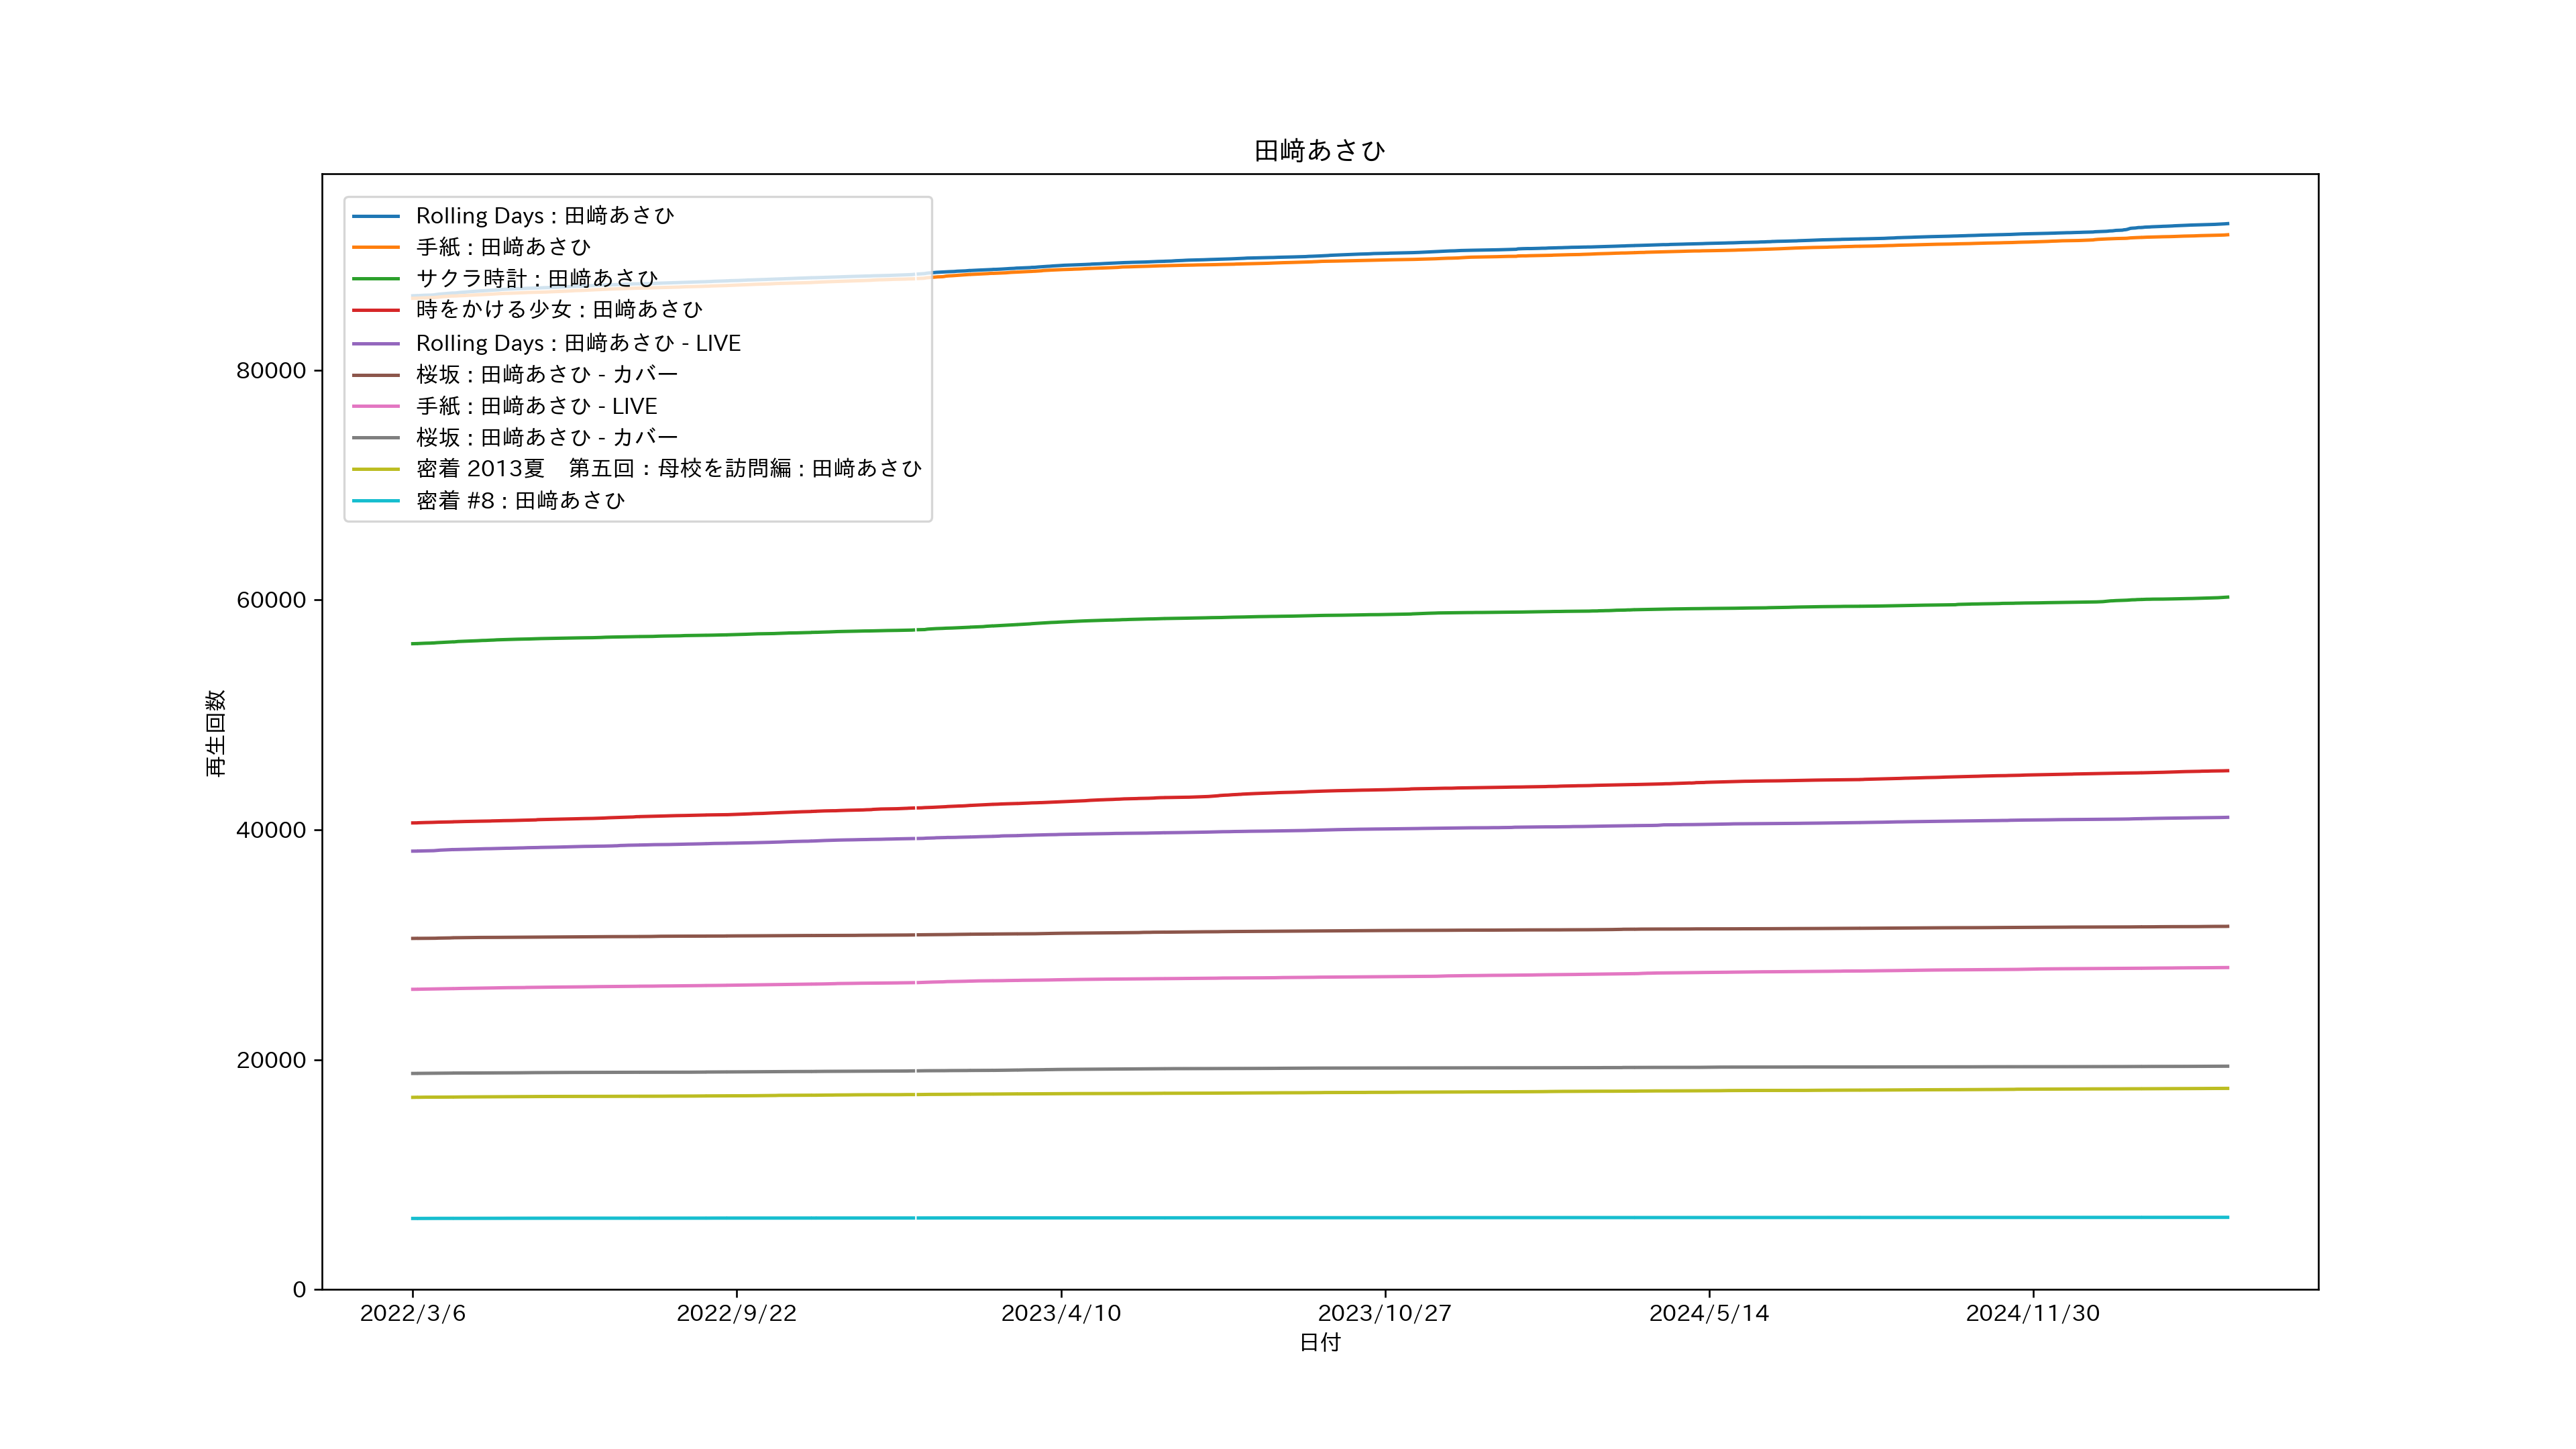 田﨑あさひ
Rolling Days : 田﨑あさひ
手紙 : 田﨑あさひ
サクラ時計 : 田﨑あさひ
時をかける少女 : 田﨑あさひ
Rolling Days : 田﨑あさひ - LIVE
桜坂 : 田﨑あさひ - カバー
手紙 : 田﨑あさひ - LIVE
桜坂 : 田﨑あさひ - カバー
密着 2013夏　第五回：母校を訪問編 : 田﨑あさひ
密着 #8 : 田﨑あさひ
80000
60000
40000
20000
0
再生回数
2022/3/6
2022/9/22
2023/4/10
2023/10/27
2024/5/14
2024/11/30
日付